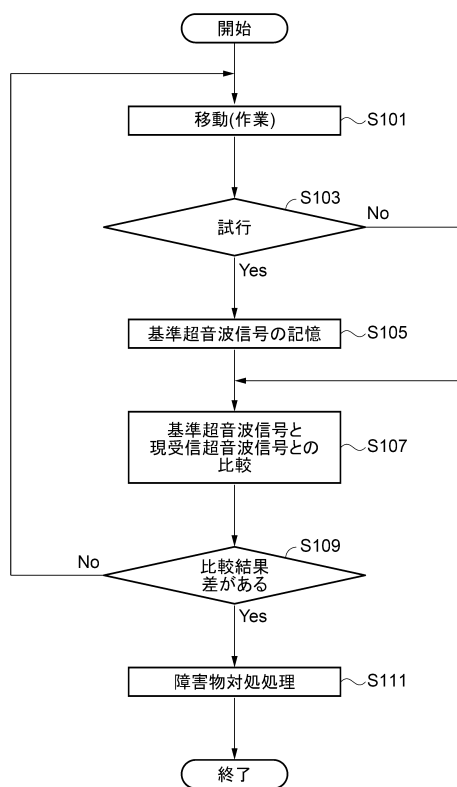 開始
移動(作業)
S101
S103
試行
No
Yes
基準超音波信号の記憶
S105
基準超音波信号と
現受信超音波信号との
比較
S107
S109
No
比較結果
差がある
Yes
障害物対処処理
S111
終了